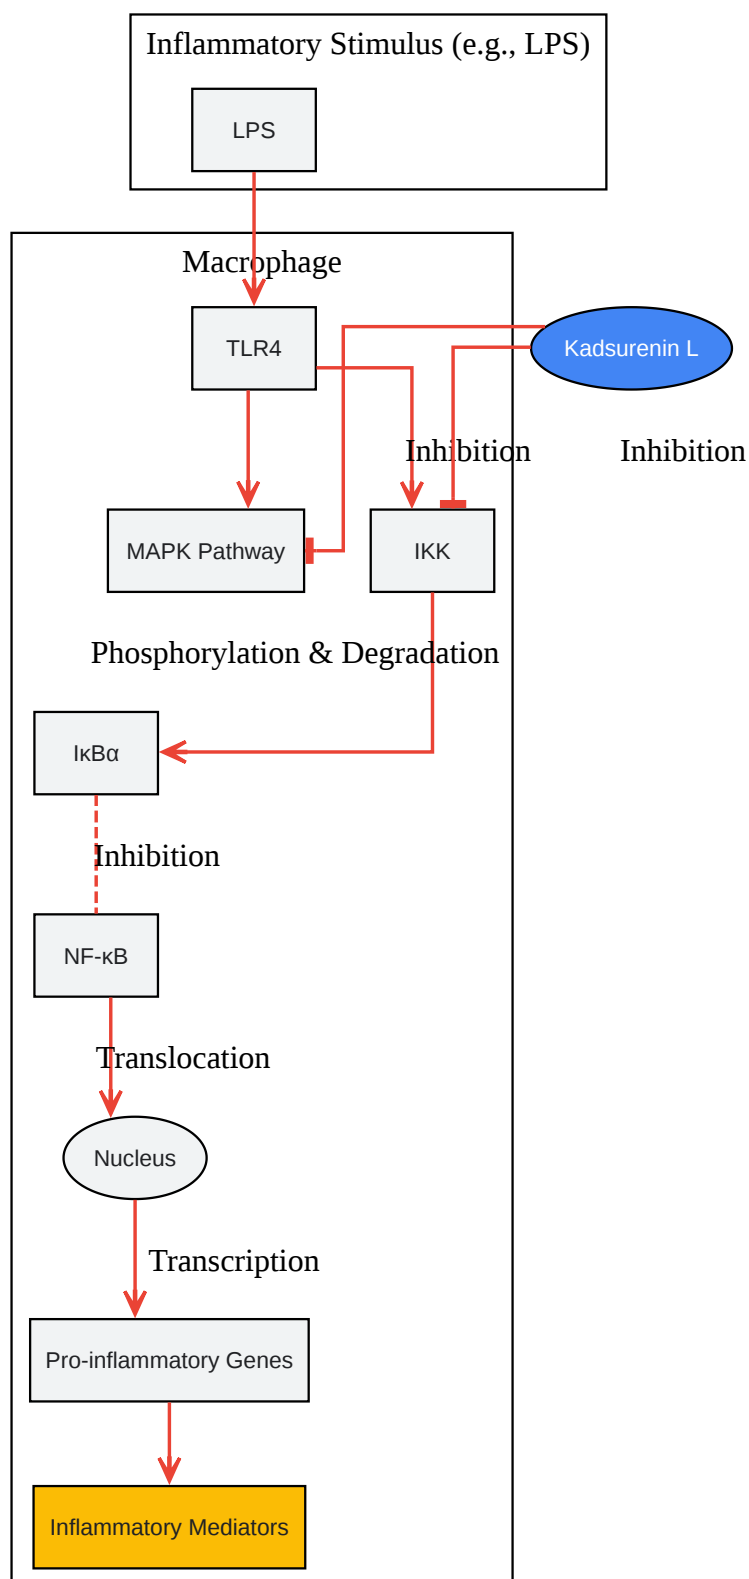 Inflammatory Stimulus (e.g., LPS)
LPS
Macrophage
TLR4
Kadsurenin L
Inhibition
Inhibition
MAPK Pathway
IKK
Phosphorylation & Degradation
IκBα
Inhibition
NF-κB
Translocation
Nucleus
Transcription
Pro-inflammatory Genes
Inflammatory Mediators